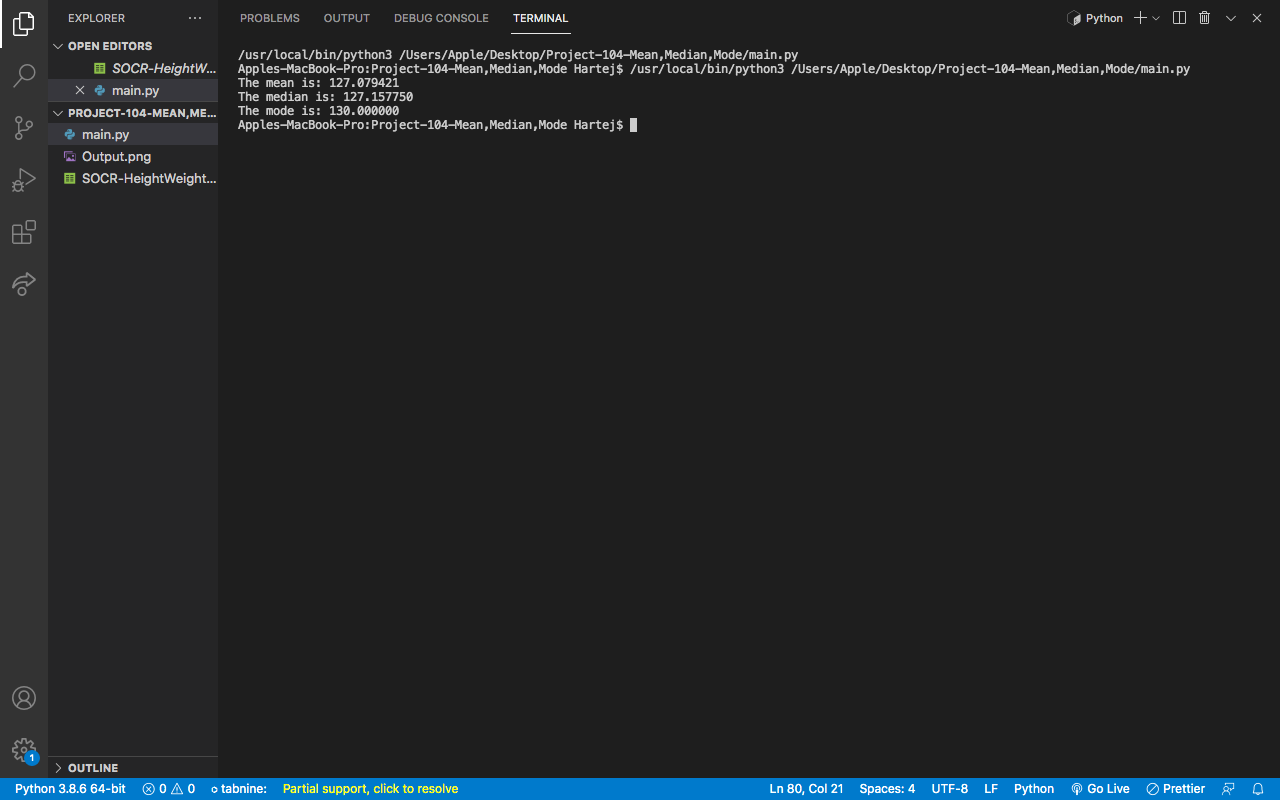 EXPLORER
OPEN EDITORS
SOCR-HeightW...
main.py
PROJECT-104-MEAN,ME...
main.py
Output.png
SOCR-HeightWeight...
OUTLINE
PROBLEMS OUTPUT DEBUG CONSOLE TERMINAL
Python
/usr/local/bin/python3 /Users/Apple/Desktop/Project-104-Mean,Median,Mode/main.py
Apples-MacBook-Pro:Project-104-Mean,Median,Mode Hartej$ /usr/local/bin/python3 /Users/Apple/Desktop/Project-104-Mean,Median,Mode/main.py
The mean is: 127.079421
The median is: 127.157750
The mode is: 130.000000
Apples-MacBook-Pro:Project-104-Mean,Median,Mode Hartej$
1
Python 3.8.6 64-bit 0 0 tabnine: Partial support, click to resolve Ln 80, Col 21 Spaces: 4 UTF-8 LF Python Go Live Prettier